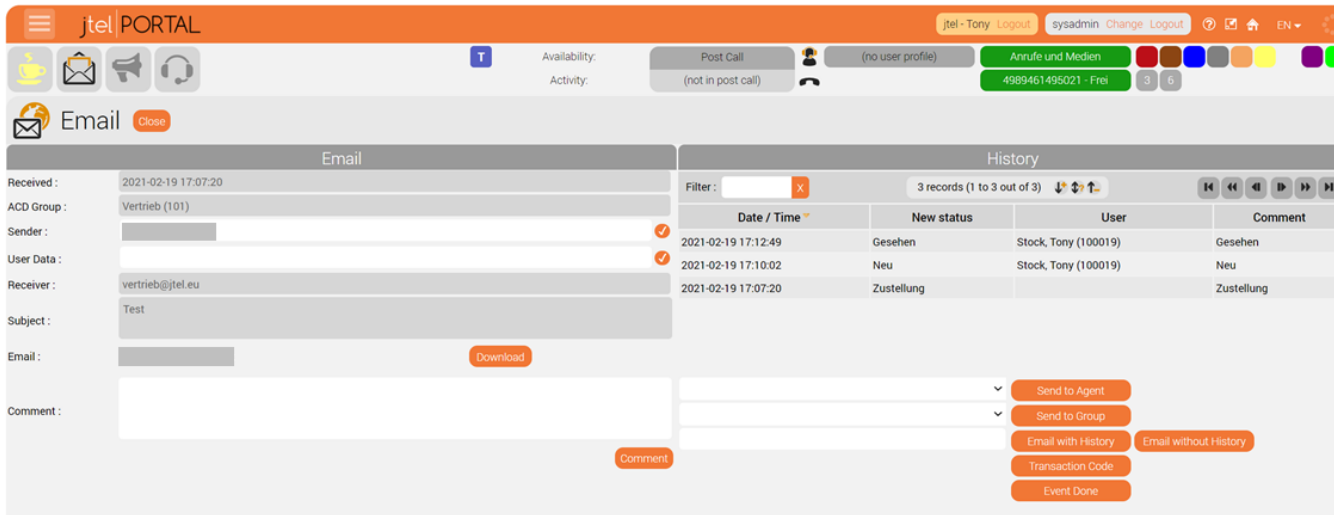 jtel PORTAL
jtel - Tony Logout
sysadmin Change Logout
EN
T
Availability:
Post Call
(no user profile)
Anrufe und Medien
Activity:
(not in post call)
4989461495021 - Frei
3
6
Email
Close
Email
History
Received :
2021-02-19 17:07:20
ACD Group :
Vertrieb (101)
Sender :
User Data :
Receiver :
vertrieb@jtel.eu
Subject :
Test
Email :
Download
Comment :
Comment
Filter :
X
3 records (1 to 3 out of 3)
Date / Time New status User Comment
2021-02-19 17:12:49 Gesehen Stock, Tony (100019) Gesehen
2021-02-19 17:10:02 Neu Stock, Tony (100019) Neu
2021-02-19 17:07:20 Zustellung Zustellung
Send to Agent
Send to Group
Email with History
Email without History
Transaction Code
Event Done